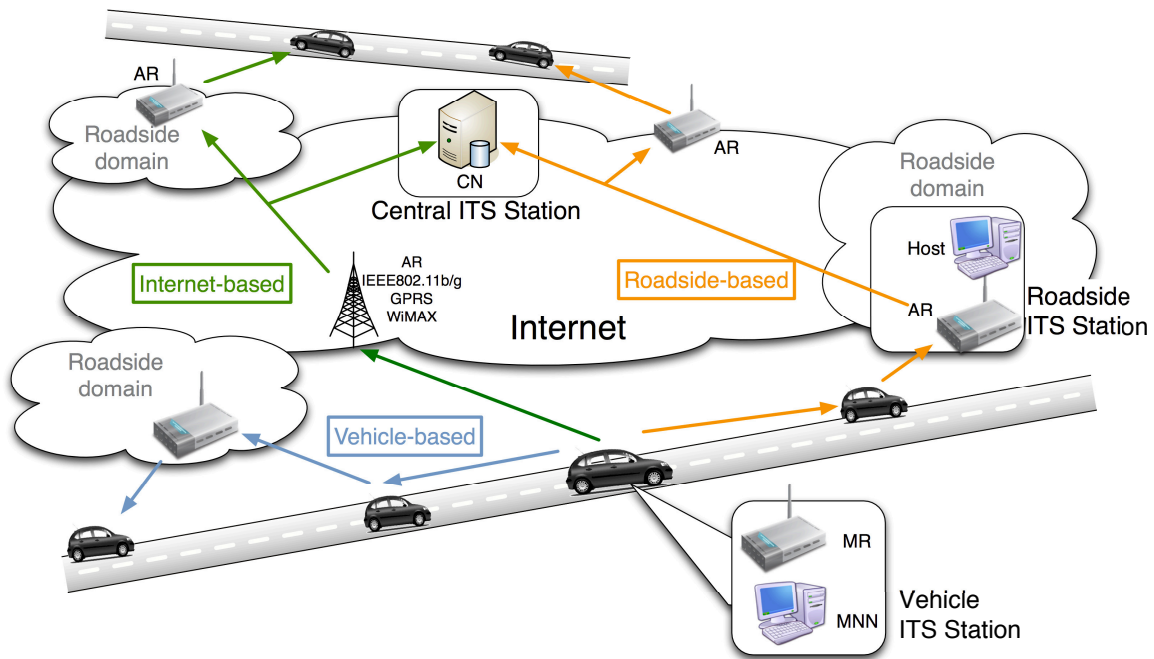 AR
Roadside
domain
CN
Central ITS Station
AR
Roadside
domain
Host
AR
Roadside
ITS Station
Internet-based
AR
IEEE802.11b/g
GPRS
WiMAX
Roadside-based
Internet
Roadside
domain
Vehicle-based
MR
MNN
Vehicle
ITS Station